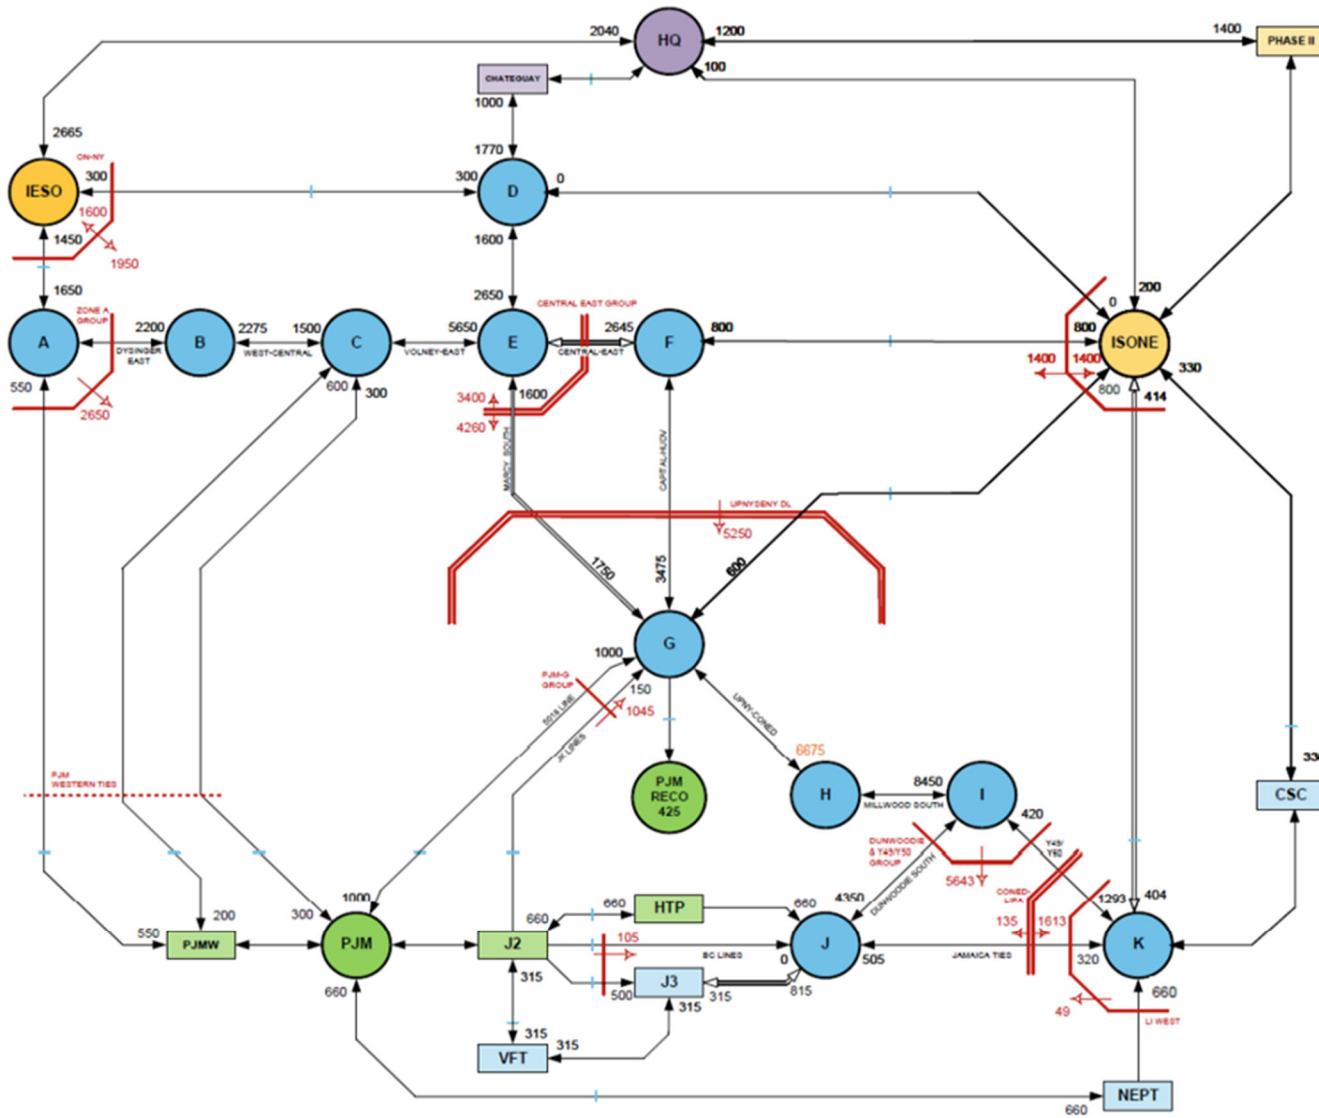 2040
HQ
1200
1400
PHASE II
100
CHATEGUAY
1000
2665
ON-NY
1770
IESO
300
300
D
0
1600
1450
1950
1600
1650
ZONE A
GROUP
2650
CENTRAL EAST GROUP
0
200
A
2200
B
2275
1500
C
5650
E
2645
F
800
800
ISONE
DYSINGER
EAST
WEST-CENTRAL
VOLNEY-EAST
CENTRAL-EAST
1400
1400
330
550
600
300
1600
800
414
2650
3400
4260
MARCY SOUTH
CAPITAL-HUDV
UPNYSENY DL
5250
1750
3475
600
G
1000
PJM-G
GROUP
150
1045
5018 LINE
JK LINES
UPNY-CONED
6675
PJM
WESTERN TIES
PJM
RECO
425
H
8450
I
MILLWOOD SOUTH
420
CSC
DUNWOODIE
& Y49/Y50
GROUP
5643
DUNWOODIE SOUTH
Y49/
Y50
CONED-
LIPA
1000
4350
1293
404
550
200
300
660
660
HTP
660
135
1613
PJMW
PJM
J2
105
BC LINES
0
J
505
JAMAICA TIES
320
K
660
315
500
J3
315
815
660
315
49
LI WEST
315
315
VFT
660
NEPT